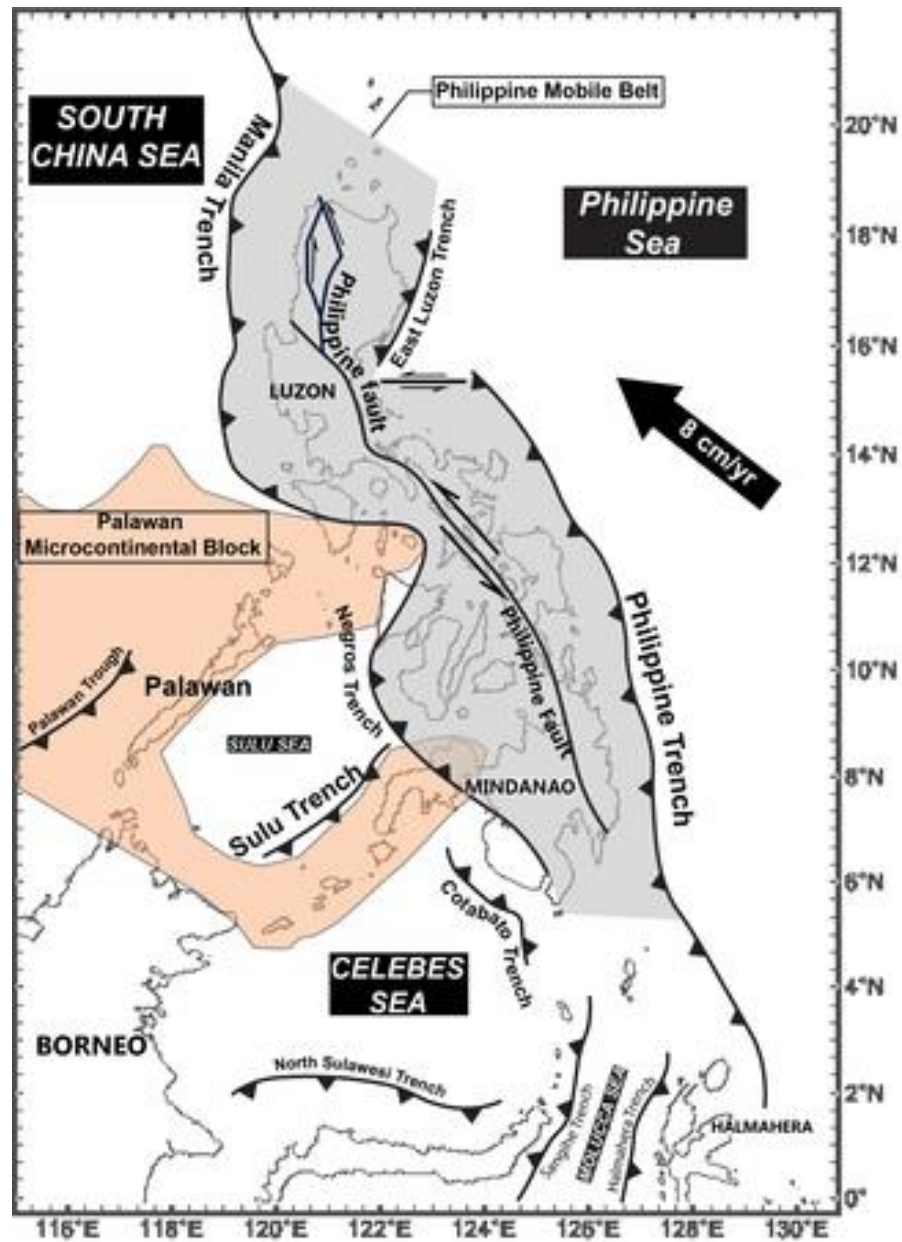 Philippine Mobile Belt
SOUTH
CHINA SEA
Manila Trench
Philippine
Sea
East Luzon Trench
Philippine fault
LUZON
8 cm/yr
Palawan
Microcontinental Block
Palawan Trough
Palawan
Negros Trench
Philippine Fault
Philippine Trench
SULU SEA
Sulu Trench
MINDANAO
Cotabato Trench
CELEBES
SEA
BORNEO
North Sulawesi Trench
Sangihe Trench
MOLUCCA SEA
Halmahera Trench
HALMAHERA
20°N
18°N
16°N
14°N
12°N
10°N
8°N
6°N
4°N
2°N
0°
116°E
120°E
122°E
124°E
126°E
128°E
130°E